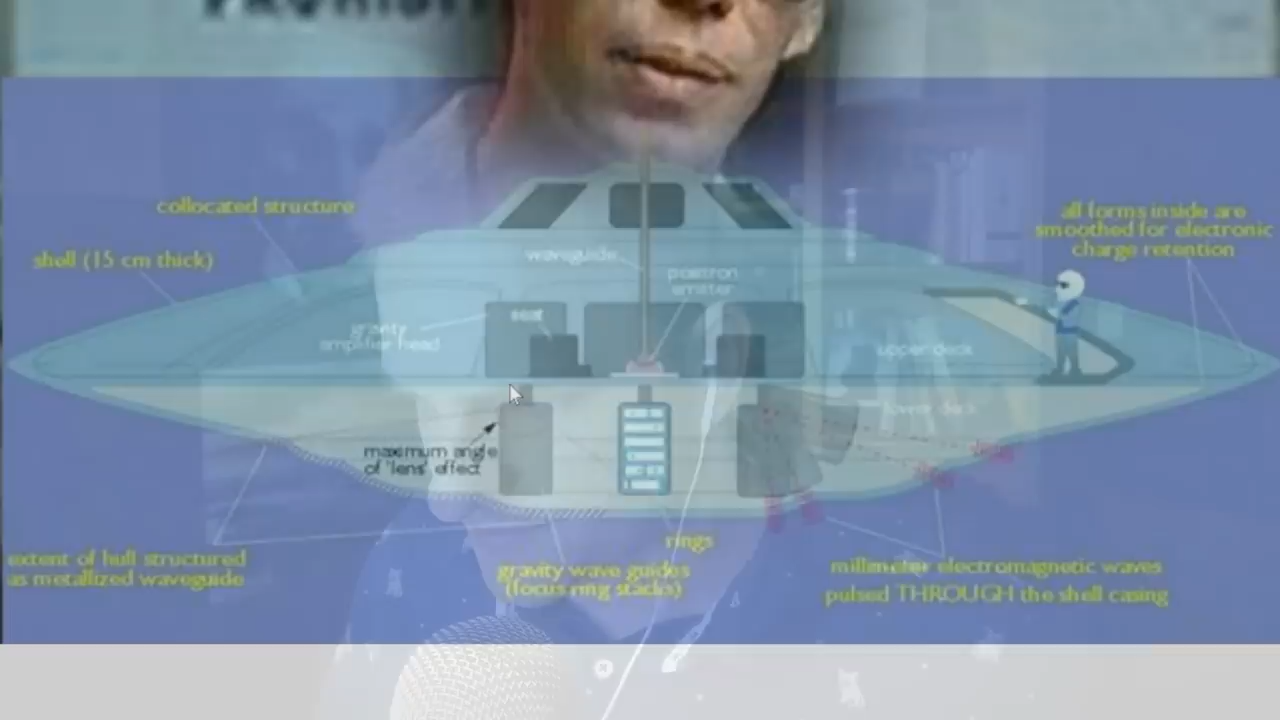 collocated structure
shell (15 cm thick)
all forms inside are
smoothed for electronic
charge retention
waveguide
positron
emitter
seat
gravity
amplifier head
upper deck
lower deck
maximum angle
of 'lens' effect
extent of hull structured
as metallized waveguide
rings
gravity wave guides
(focus ring stacks)
millimeter electromagnetic waves
pulsed THROUGH the shell casing